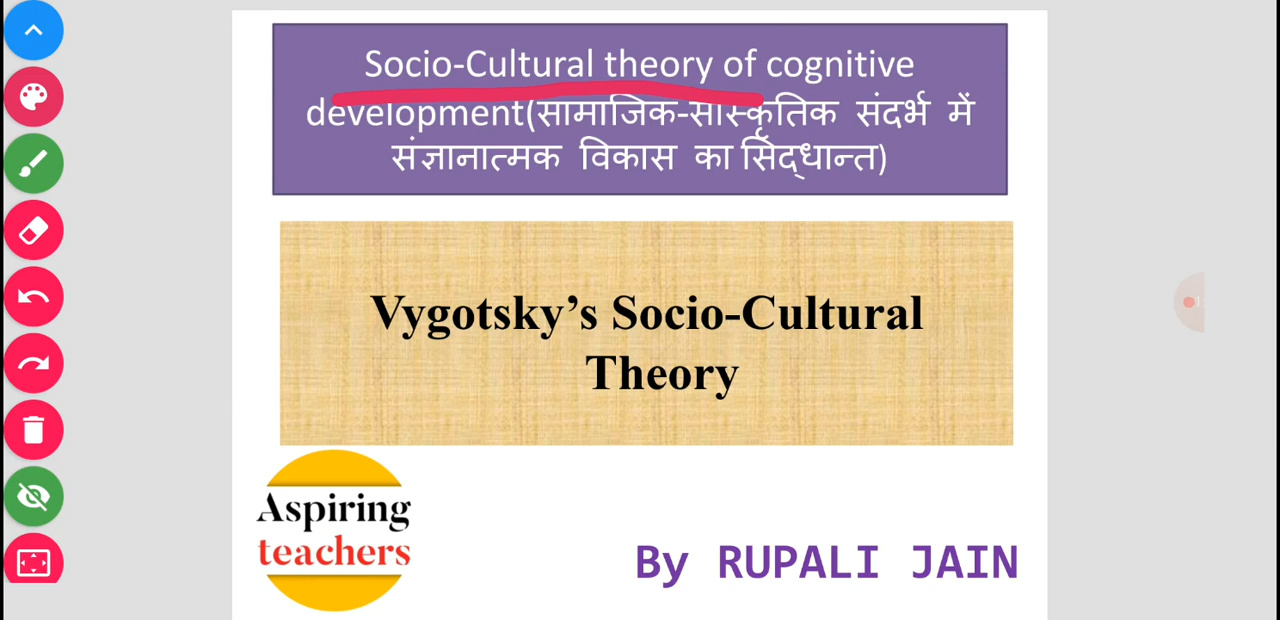 Socio-Cultural theory of cognitive
development(सामाजिक-सांस्कृतिक संदर्भ में
संज्ञानात्मक विकास का सिद्धान्त)
Vygotsky's Socio-Cultural
Theory
Aspiring
teachers
By RUPALI JAIN